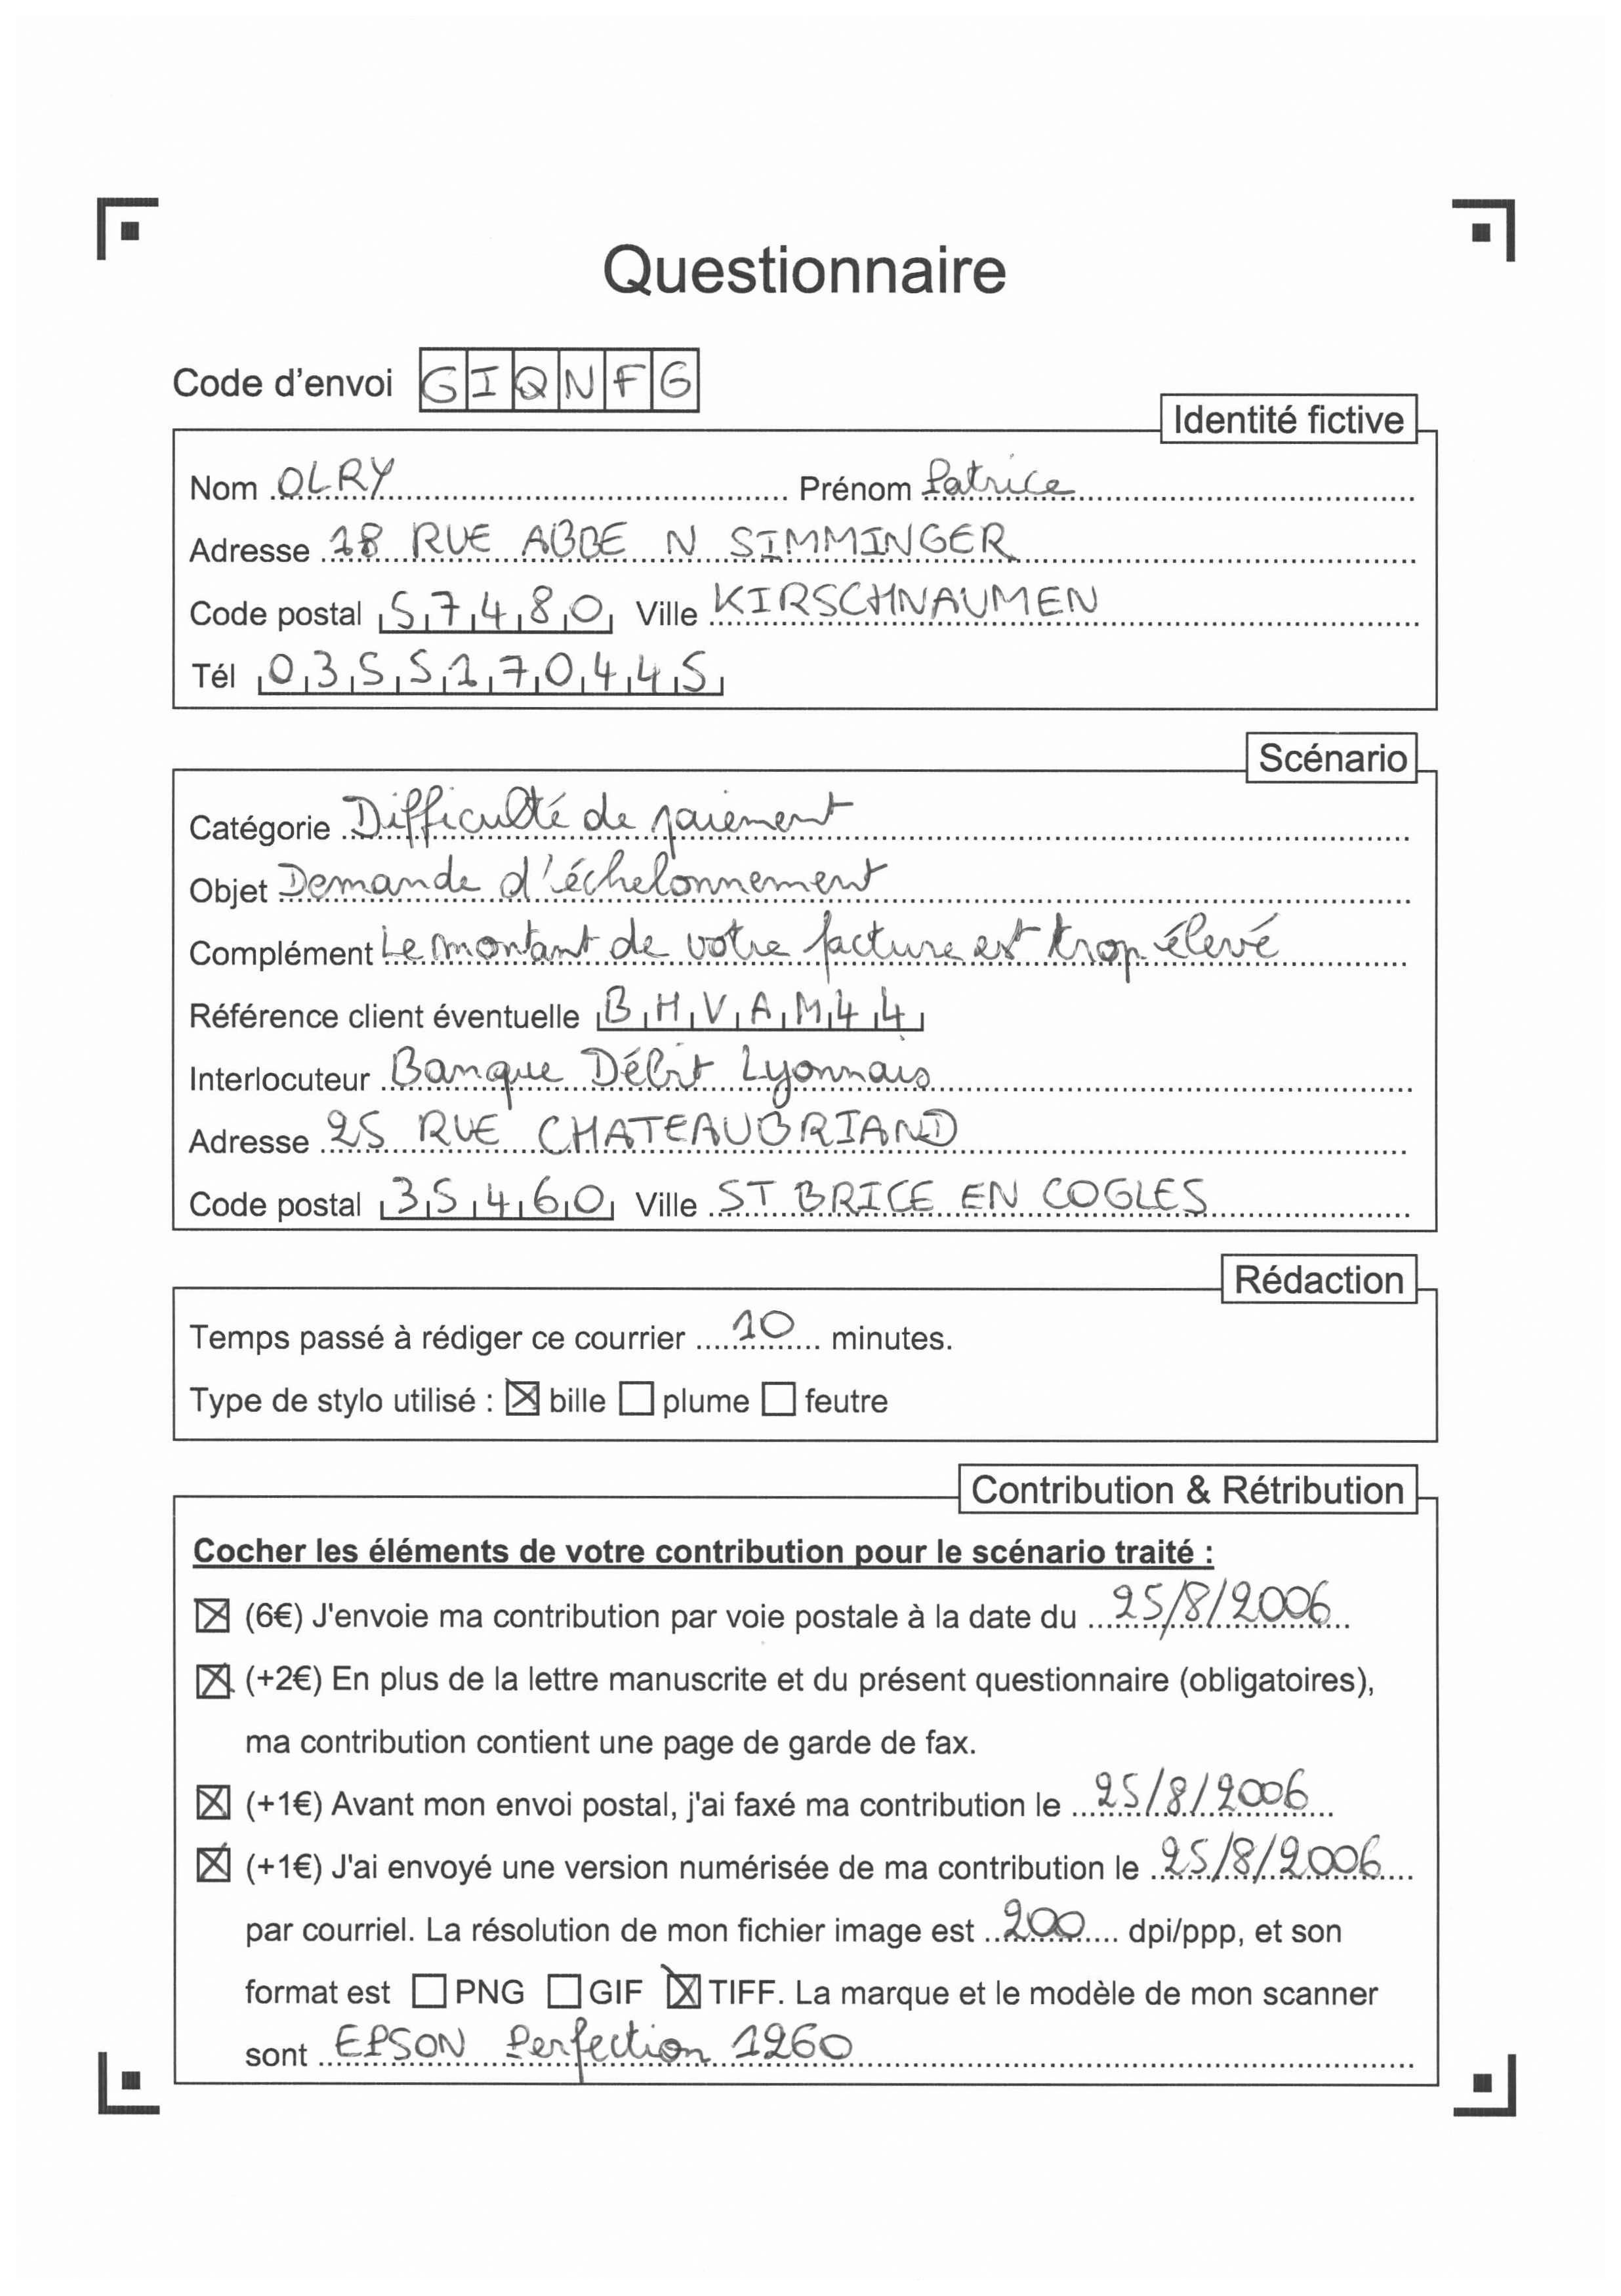 Questionnaire
Code d'envoi GIQNFG
Identité fictive
Nom OLRY Prénom Patrice
Adresse 18 RUE ABBE N SIMMINGER
Code postal 57480 Ville KIRSCHNAUMEN
Tél 0355170445
Scénario
Catégorie Difficulté de paiement
Objet Demande d'échelonnement
Complément Le montant de votre facture est trop élevé
Référence client éventuelle BHVAM44
Interlocuteur Banque Débit Lyonnais
Adresse 25 RUE CHATEAUBRIAND
Code postal 35460 Ville ST BRICE EN COGLES
Rédaction
Temps passé à rédiger ce courrier 10 minutes.
Type de stylo utilisé : ☒ bille ☐ plume ☐ feutre
Contribution & Rétribution
Cocher les éléments de votre contribution pour le scénario traité :
☒ (6€) J'envoie ma contribution par voie postale à la date du 25/8/2006
☒ (+2€) En plus de la lettre manuscrite et du présent questionnaire (obligatoires),
ma contribution contient une page de garde de fax.
☒ (+1€) Avant mon envoi postal, j'ai faxé ma contribution le 25/8/2006
☒ (+1€) J'ai envoyé une version numérisée de ma contribution le 25/8/2006
par courriel. La résolution de mon fichier image est 200 dpi/ppp, et son
format est ☐ PNG ☐ GIF ☒ TIFF. La marque et le modèle de mon scanner
sont EPSON Perfection 1260